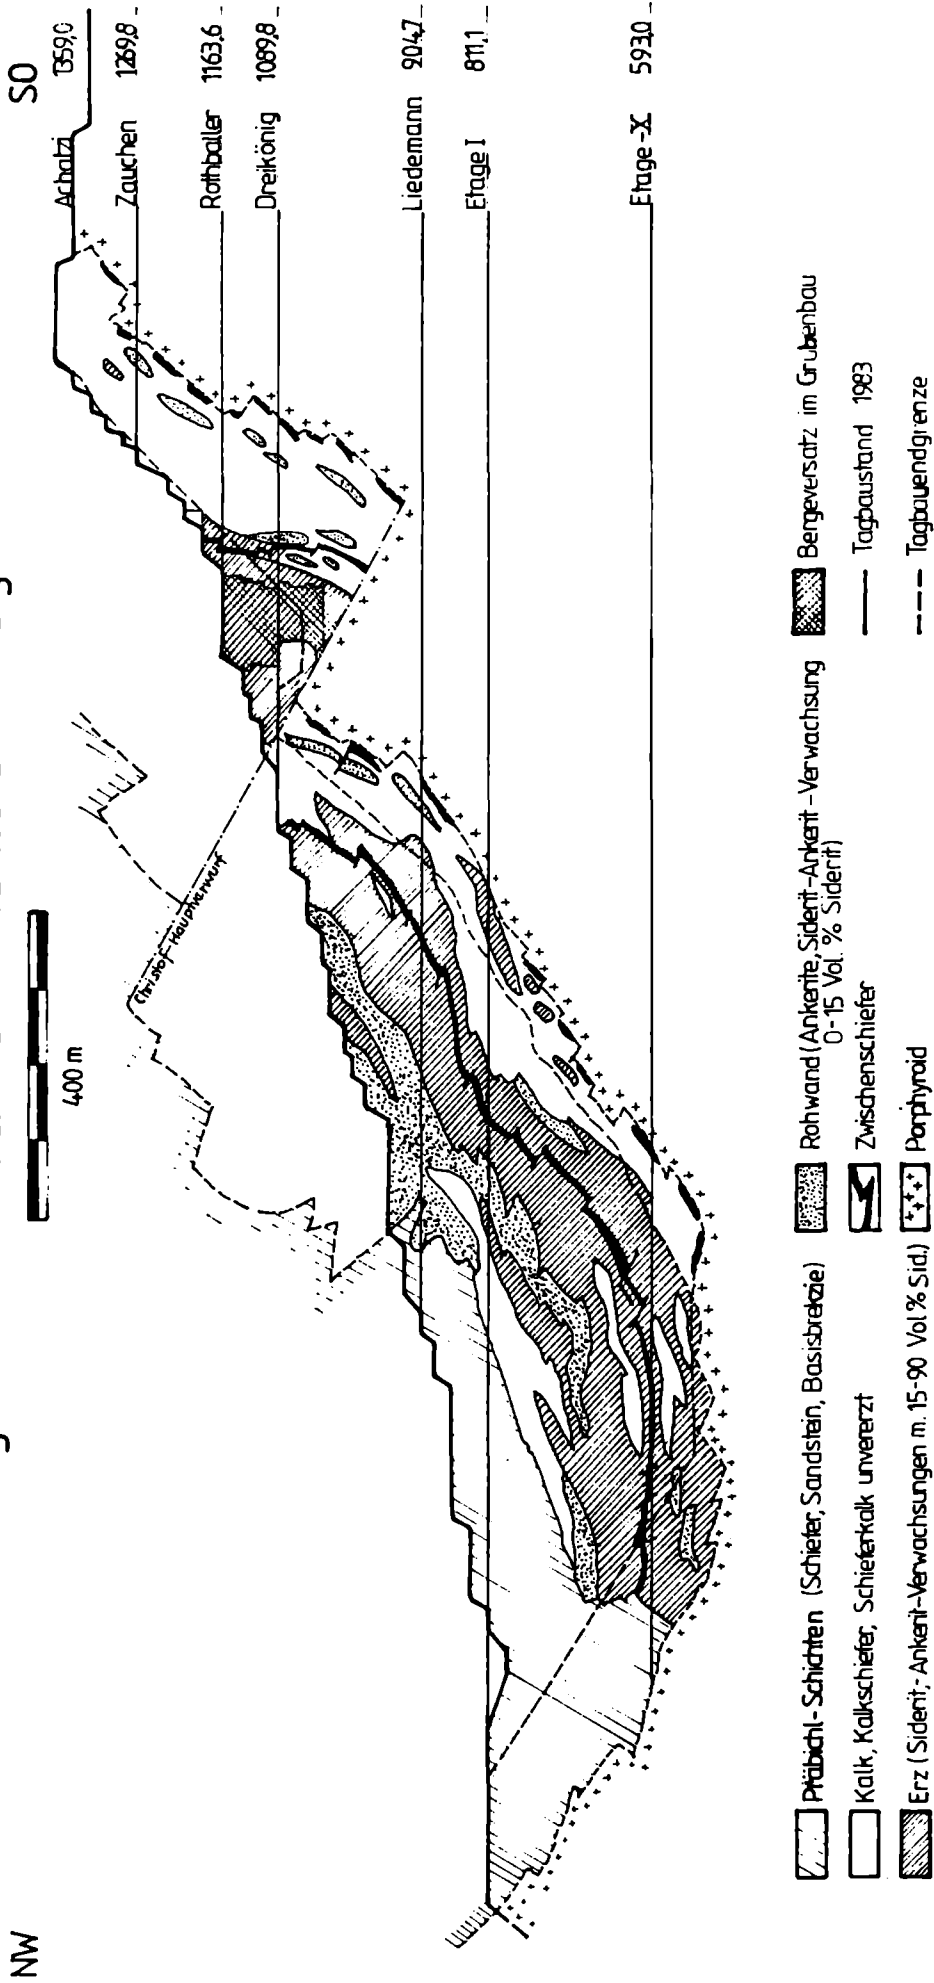 NW
SO
Achatzi 1359,0
Zauchen 1269,8
Rothballer 1163,6
Dreikönig 1089,8
Liedemann 904,7
Etage I 811,1
Etage -X 593,0
400 m
Christof-Hauptverwurf
Präbichl-Schichten (Schiefer, Sandstein, Basisbrekzie)
Kalk, Kalkschiefer, Schieferkalk unvererzt
Erz (Siderit,- Ankerit-Verwachsungen m. 15-90 Vol.% Sid.)
Rohwand (Ankerite, Siderit-Ankerit-Verwachsung
0-15 Vol. % Siderit)
Zwischenschiefer
Porphyroid
Bergeversatz im Grubenbau
Tagbaustand 1983
Tagbauendgrenze